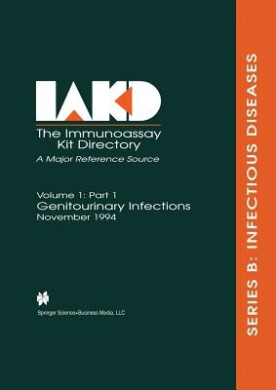 IAKD
The Immunoassay
Kit Directory
A Major Reference Source
Volume 1: Part 1
Genitourinary Infections
November 1994
Springer Science+Business Media, LLC
SERIES B: INFECTIOUS DISEASES